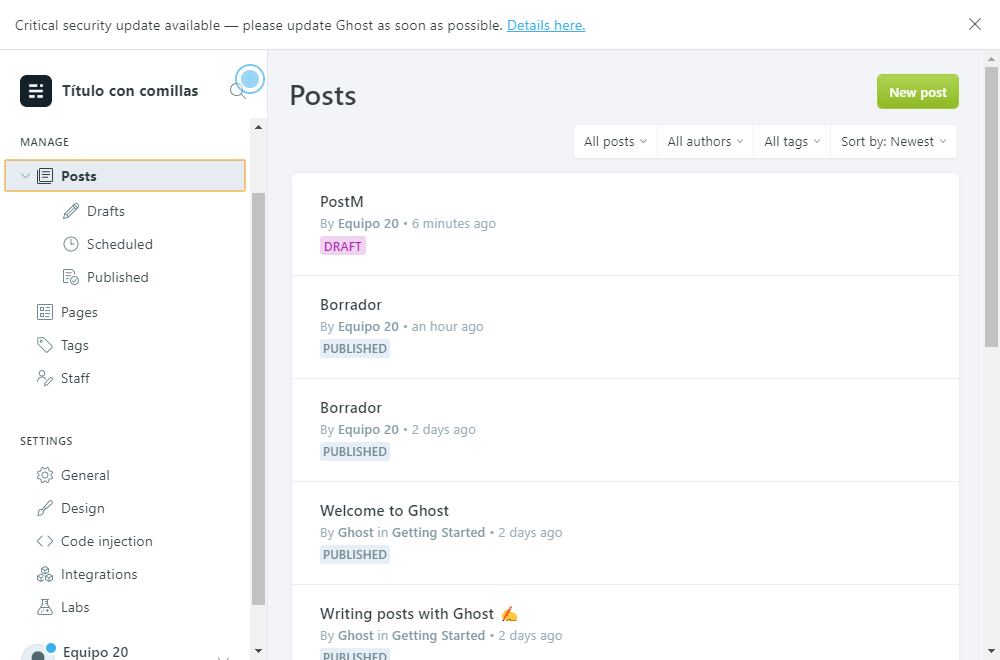 Critical security update available — please update Ghost as soon as possible. Details here.
Título con comillas
MANAGE
Posts
Drafts
Scheduled
Published
Pages
Tags
Staff
SETTINGS
General
Design
Code injection
Integrations
Labs
Equipo 20
Posts
New post
All posts
All authors
All tags
Sort by: Newest
PostM
By Equipo 20 • 6 minutes ago
DRAFT
Borrador
By Equipo 20 • an hour ago
PUBLISHED
Borrador
By Equipo 20 • 2 days ago
PUBLISHED
Welcome to Ghost
By Ghost in Getting Started • 2 days ago
PUBLISHED
Writing posts with Ghost ✍️
By Ghost in Getting Started • 2 days ago
PUBLISHED